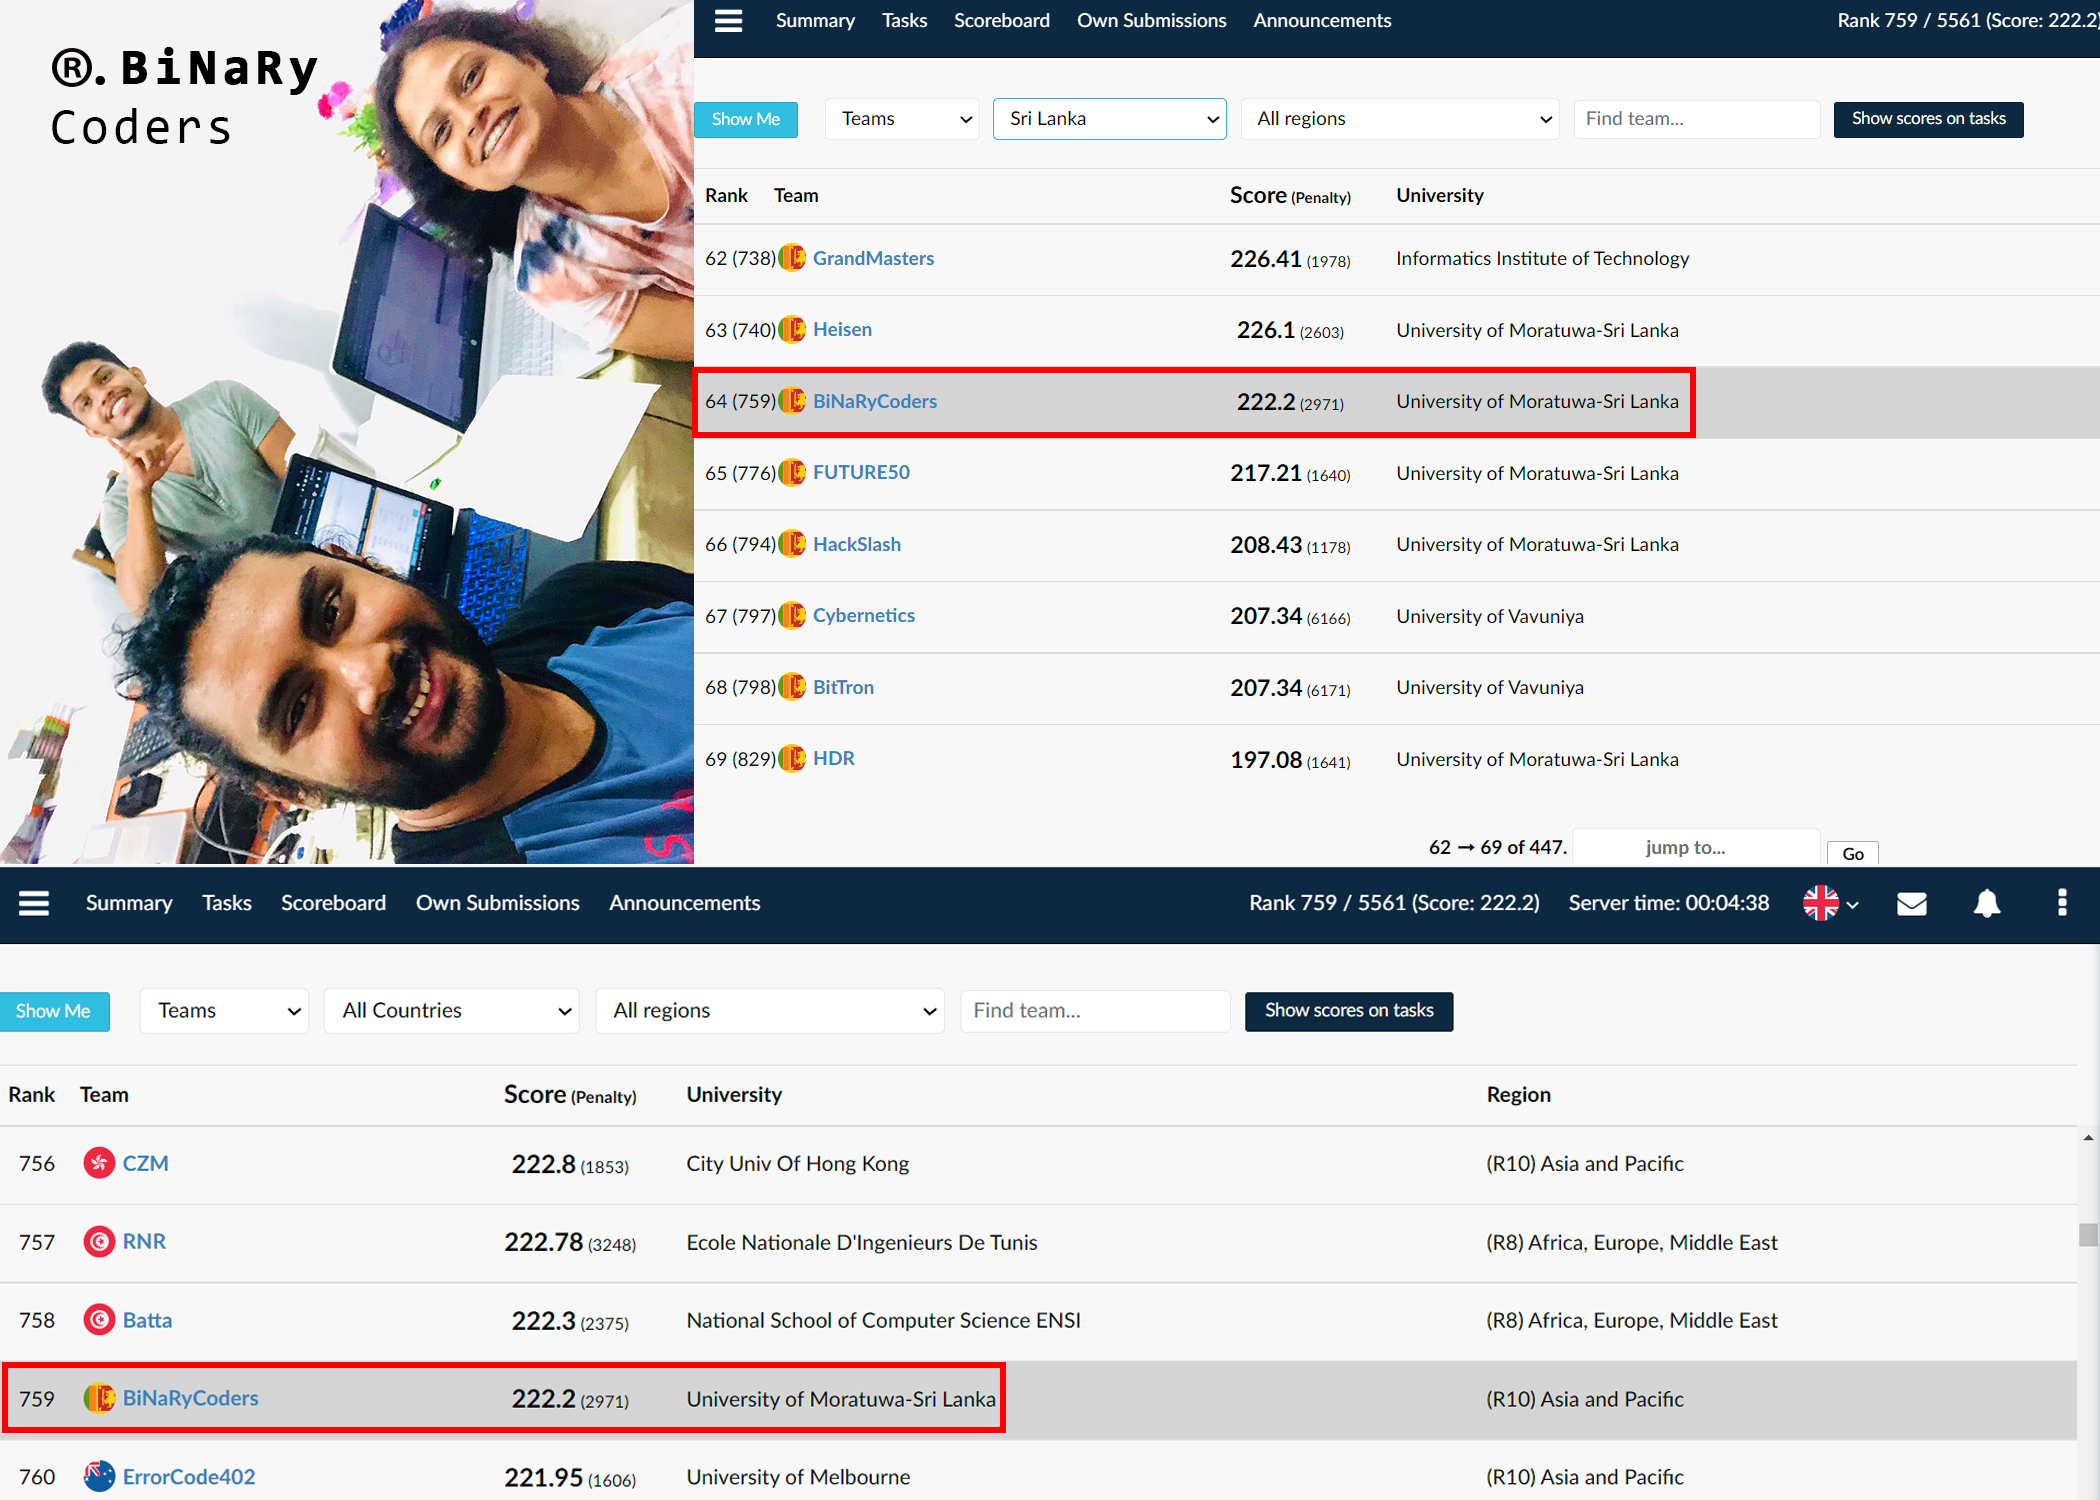 ®.BiNaRy
Coders
Summary Tasks Scoreboard Own Submissions Announcements Rank 759 / 5561 (Score: 222.2)
Show Me Teams Sri Lanka All regions Find team... Show scores on tasks
Rank Team Score (Penalty) University
62 (738) GrandMasters 226.41 (1978) Informatics Institute of Technology
63 (740) Heisen 226.1 (2603) University of Moratuwa-Sri Lanka
64 (759) BiNaRyCoders 222.2 (2971) University of Moratuwa-Sri Lanka
65 (776) FUTURE50 217.21 (1640) University of Moratuwa-Sri Lanka
66 (794) HackSlash 208.43 (1178) University of Moratuwa-Sri Lanka
67 (797) Cybernetics 207.34 (6166) University of Vavuniya
68 (798) BitTron 207.34 (6171) University of Vavuniya
69 (829) HDR 197.08 (1641) University of Moratuwa-Sri Lanka
62 → 69 of 447. jump to... Go
Summary Tasks Scoreboard Own Submissions Announcements Rank 759 / 5561 (Score: 222.2) Server time: 00:04:38
Show Me Teams All Countries All regions Find team... Show scores on tasks
Rank Team Score (Penalty) University Region
756 CZM 222.8 (1853) City Univ Of Hong Kong (R10) Asia and Pacific
757 RNR 222.78 (3248) Ecole Nationale D'Ingenieurs De Tunis (R8) Africa, Europe, Middle East
758 Batta 222.3 (2375) National School of Computer Science ENSI (R8) Africa, Europe, Middle East
759 BiNaRyCoders 222.2 (2971) University of Moratuwa-Sri Lanka (R10) Asia and Pacific
760 ErrorCode402 221.95 (1606) University of Melbourne (R10) Asia and Pacific